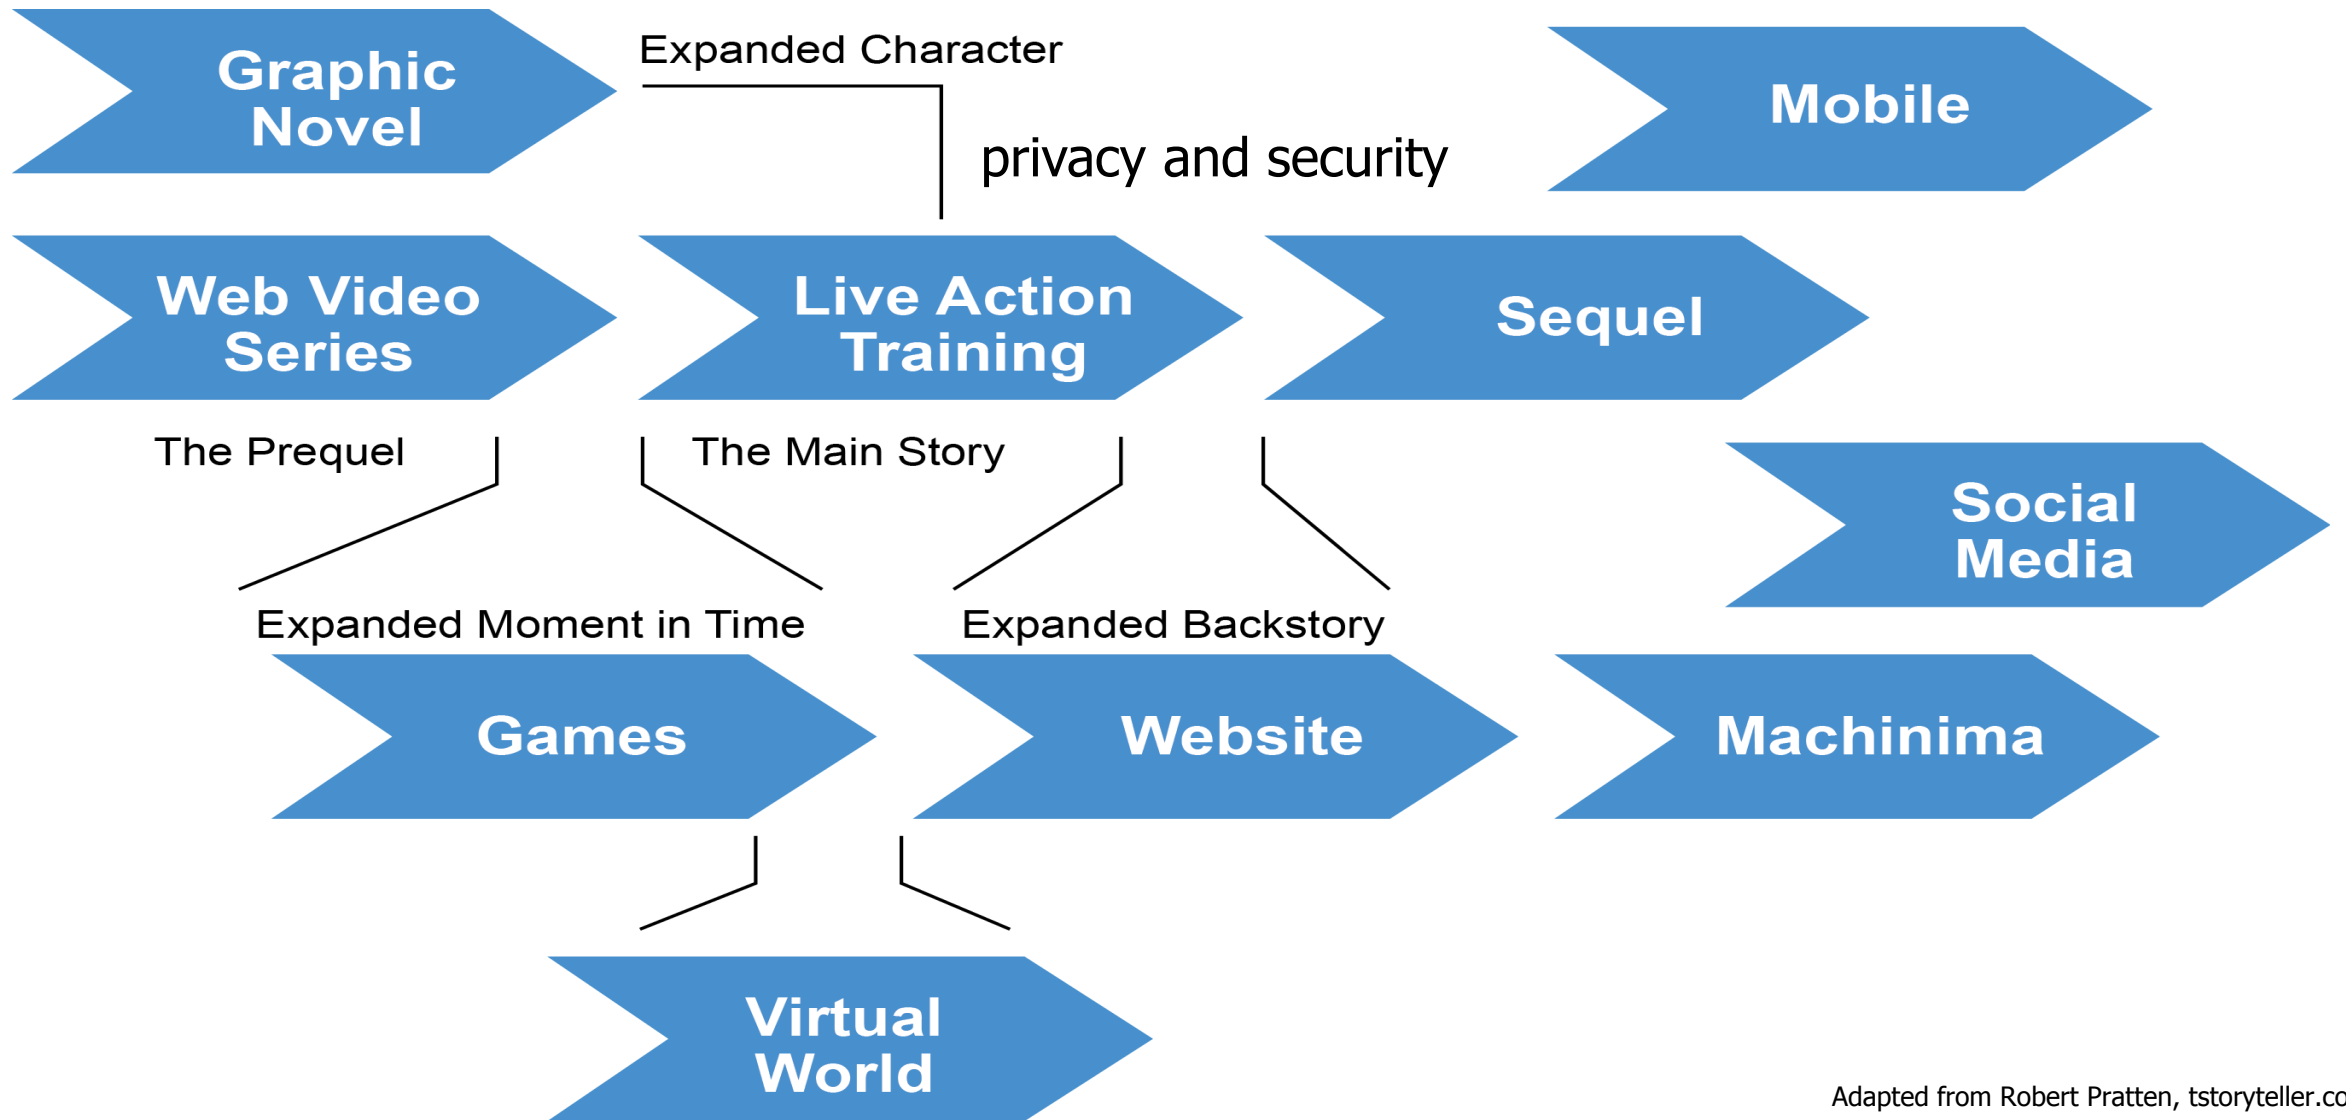 Graphic
Novel
Expanded Character
Mobile
privacy and security
Web Video
Series
Live Action
Training
Sequel
The Prequel
The Main Story
Social
Media
Expanded Moment in Time
Expanded Backstory
Games
Website
Machinima
Virtual
World
Adapted from Robert Pratten, tstoryteller.co